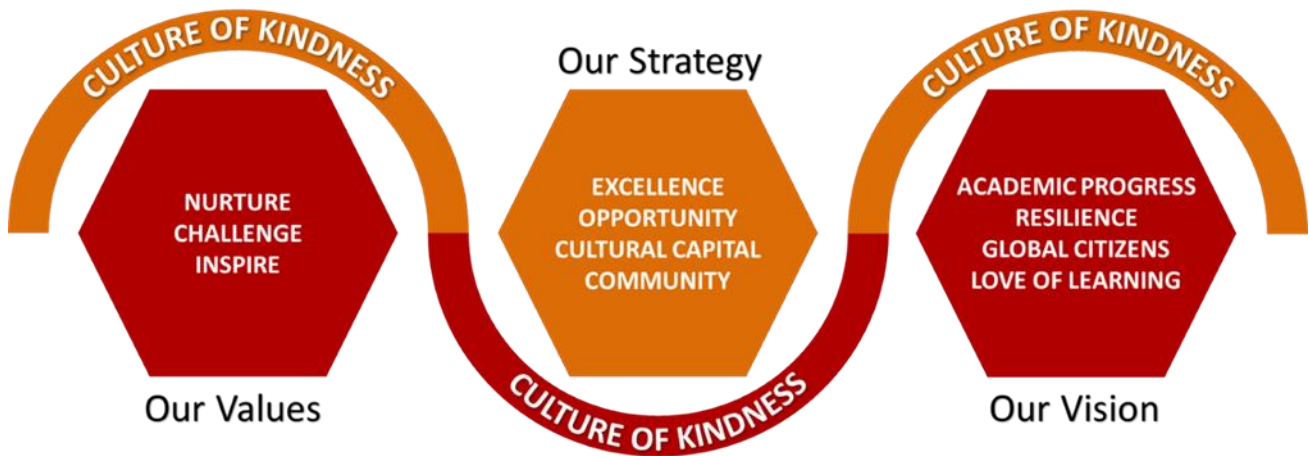 CULTURE OF KINDNESS
NURTURE
CHALLENGE
INSPIRE
Our Values
Our Strategy
EXCELLENCE
OPPORTUNITY
CULTURAL CAPITAL
COMMUNITY
CULTURE OF KINDNESS
CULTURE OF KINDNESS
ACADEMIC PROGRESS
RESILIENCE
GLOBAL CITIZENS
LOVE OF LEARNING
Our Vision